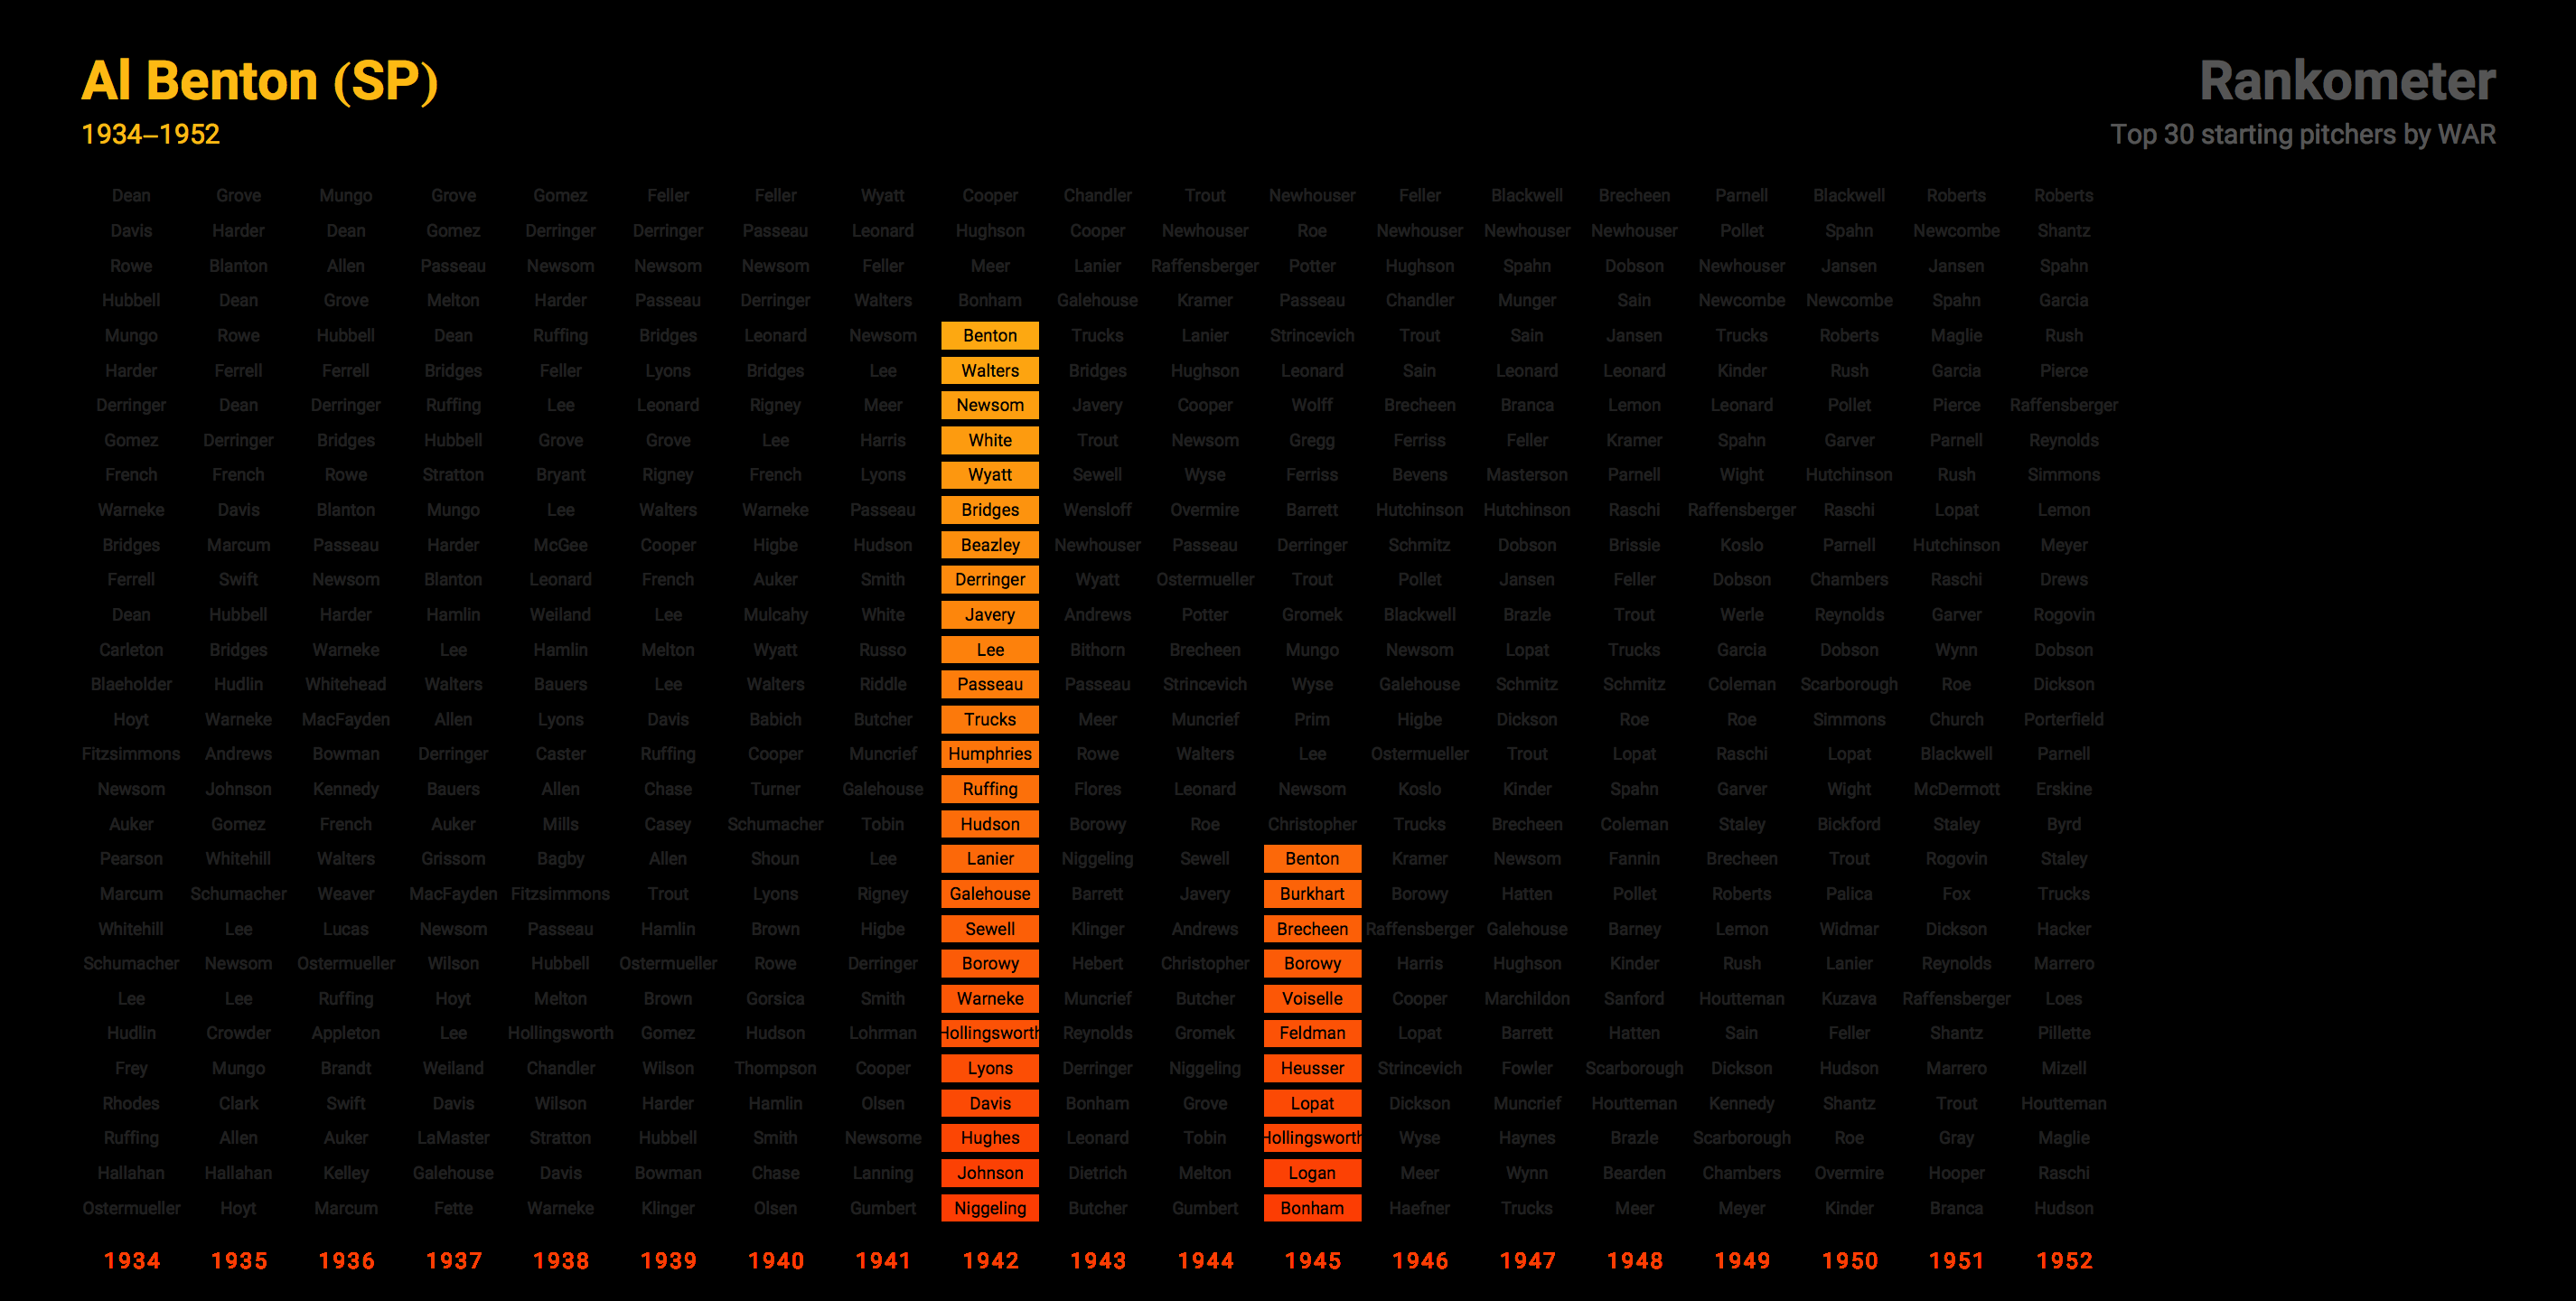 Al Benton (SP)
Rankometer
1934–1952
Top 30 starting pitchers by WAR
Dean Grove Mungo Grove Gomez Feller Feller Wyatt Cooper Chandler Trout Newhouser Feller Blackwell Brecheen Parnell Blackwell Roberts Roberts
Davis Harder Dean Gomez Derringer Derringer Passeau Leonard Hughson Cooper Newhouser Roe Newhouser Newhouser Newhouser Pollet Spahn Newcombe Shantz
Rowe Blanton Allen Passeau Newsom Newsom Newsom Feller Meer Lanier Raffensberger Potter Hughson Spahn Dobson Newhouser Jansen Jansen Spahn
Hubbell Dean Grove Melton Harder Passeau Derringer Walters Bonham Galehouse Kramer Passeau Chandler Munger Sain Newcombe Newcombe Spahn Garcia
Mungo Rowe Hubbell Dean Ruffing Bridges Leonard Newsom Benton Trucks Lanier Strincevich Trout Sain Jansen Trucks Roberts Maglie Rush
Harder Ferrell Ferrell Bridges Feller Lyons Bridges Lee Walters Bridges Hughson Leonard Sain Leonard Leonard Kinder Rush Garcia Pierce
Derringer Dean Derringer Ruffing Lee Leonard Rigney Meer Newsom Javery Cooper Wolff Brecheen Branca Lemon Leonard Pollet Pierce Raffensberger
Gomez Derringer Bridges Hubbell Grove Grove Lee Harris White Trout Newsom Gregg Ferriss Feller Kramer Spahn Garver Parnell Reynolds
French French Rowe Stratton Bryant Rigney French Lyons Wyatt Sewell Wyse Ferriss Bevens Masterson Parnell Wight Hutchinson Rush Simmons
Warneke Davis Blanton Mungo Lee Walters Warneke Passeau Bridges Wensloff Overmire Barrett Hutchinson Hutchinson Raschi Raffensberger Raschi Lopat Lemon
Bridges Marcum Passeau Harder McGee Cooper Higbe Hudson Beazley Newhouser Passeau Derringer Schmitz Dobson Brissie Koslo Parnell Hutchinson Meyer
Ferrell Swift Newsom Blanton Leonard French Auker Smith Derringer Wyatt Ostermueller Trout Pollet Jansen Feller Dobson Chambers Raschi Drews
Dean Hubbell Harder Hamlin Weiland Lee Mulcahy White Javery Andrews Potter Gromek Blackwell Brazle Trout Werle Reynolds Garver Rogovin
Carleton Bridges Warneke Lee Hamlin Melton Wyatt Russo Lee Bithorn Brecheen Mungo Newsom Lopat Trucks Garcia Dobson Wynn Dobson
Blaeholder Hudlin Whitehead Walters Bauers Lee Walters Riddle Passeau Passeau Strincevich Wyse Galehouse Schmitz Schmitz Coleman Scarborough Roe Dickson
Hoyt Warneke MacFayden Allen Lyons Davis Babich Butcher Trucks Meer Muncrief Prim Higbe Dickson Roe Roe Simmons Church Porterfield
Fitzsimmons Andrews Bowman Derringer Caster Ruffing Cooper Muncrief Humphries Rowe Walters Lee Ostermueller Trout Lopat Raschi Lopat Blackwell Parnell
Newsom Johnson Kennedy Bauers Allen Chase Turner Galehouse Ruffing Flores Leonard Newsom Koslo Kinder Spahn Garver Wight McDermott Erskine
Auker Gomez French Auker Mills Casey Schumacher Tobin Hudson Borowy Roe Christopher Trucks Brecheen Coleman Staley Bickford Staley Byrd
Pearson Whitehill Walters Grissom Bagby Allen Shoun Lee Lanier Niggeling Sewell Benton Kramer Newsom Fannin Brecheen Trout Rogovin Staley
Marcum Schumacher Weaver MacFayden Fitzsimmons Trout Lyons Rigney Galehouse Barrett Javery Burkhart Borowy Hatten Pollet Roberts Palica Fox Trucks
Whitehill Lee Lucas Newsom Passeau Hamlin Brown Higbe Sewell Klinger Andrews Brecheen Raffensberger Galehouse Barney Lemon Widmar Dickson Hacker
Schumacher Newsom Ostermueller Wilson Hubbell Ostermueller Rowe Derringer Borowy Hebert Christopher Borowy Harris Hughson Kinder Rush Lanier Reynolds Marrero
Lee Lee Ruffing Hoyt Melton Brown Gorsica Smith Warneke Muncrief Butcher Voiselle Cooper Marchildon Sanford Houtteman Kuzava Raffensberger Loes
Hudlin Crowder Appleton Lee Hollingsworth Gomez Hudson Lohrman Hollingsworth Reynolds Gromek Feldman Lopat Barrett Hatten Sain Feller Shantz Pillette
Frey Mungo Brandt Weiland Chandler Wilson Thompson Cooper Lyons Derringer Niggeling Heusser Strincevich Fowler Scarborough Dickson Hudson Marrero Mizell
Rhodes Clark Swift Davis Wilson Harder Hamlin Olsen Davis Bonham Grove Lopat Dickson Muncrief Houtteman Kennedy Shantz Trout Houtteman
Ruffing Allen Auker LaMaster Stratton Hubbell Smith Newsome Hughes Leonard Tobin Hollingsworth Wyse Haynes Brazle Scarborough Roe Gray Maglie
Hallahan Hallahan Kelley Galehouse Davis Bowman Chase Lanning Johnson Dietrich Melton Logan Meer Wynn Bearden Chambers Overmire Hooper Raschi
Ostermueller Hoyt Marcum Fette Warneke Klinger Olsen Gumbert Niggeling Butcher Gumbert Bonham Haefner Trucks Meer Meyer Kinder Branca Hudson
1934 1935 1936 1937 1938 1939 1940 1941 1942 1943 1944 1945 1946 1947 1948 1949 1950 1951 1952